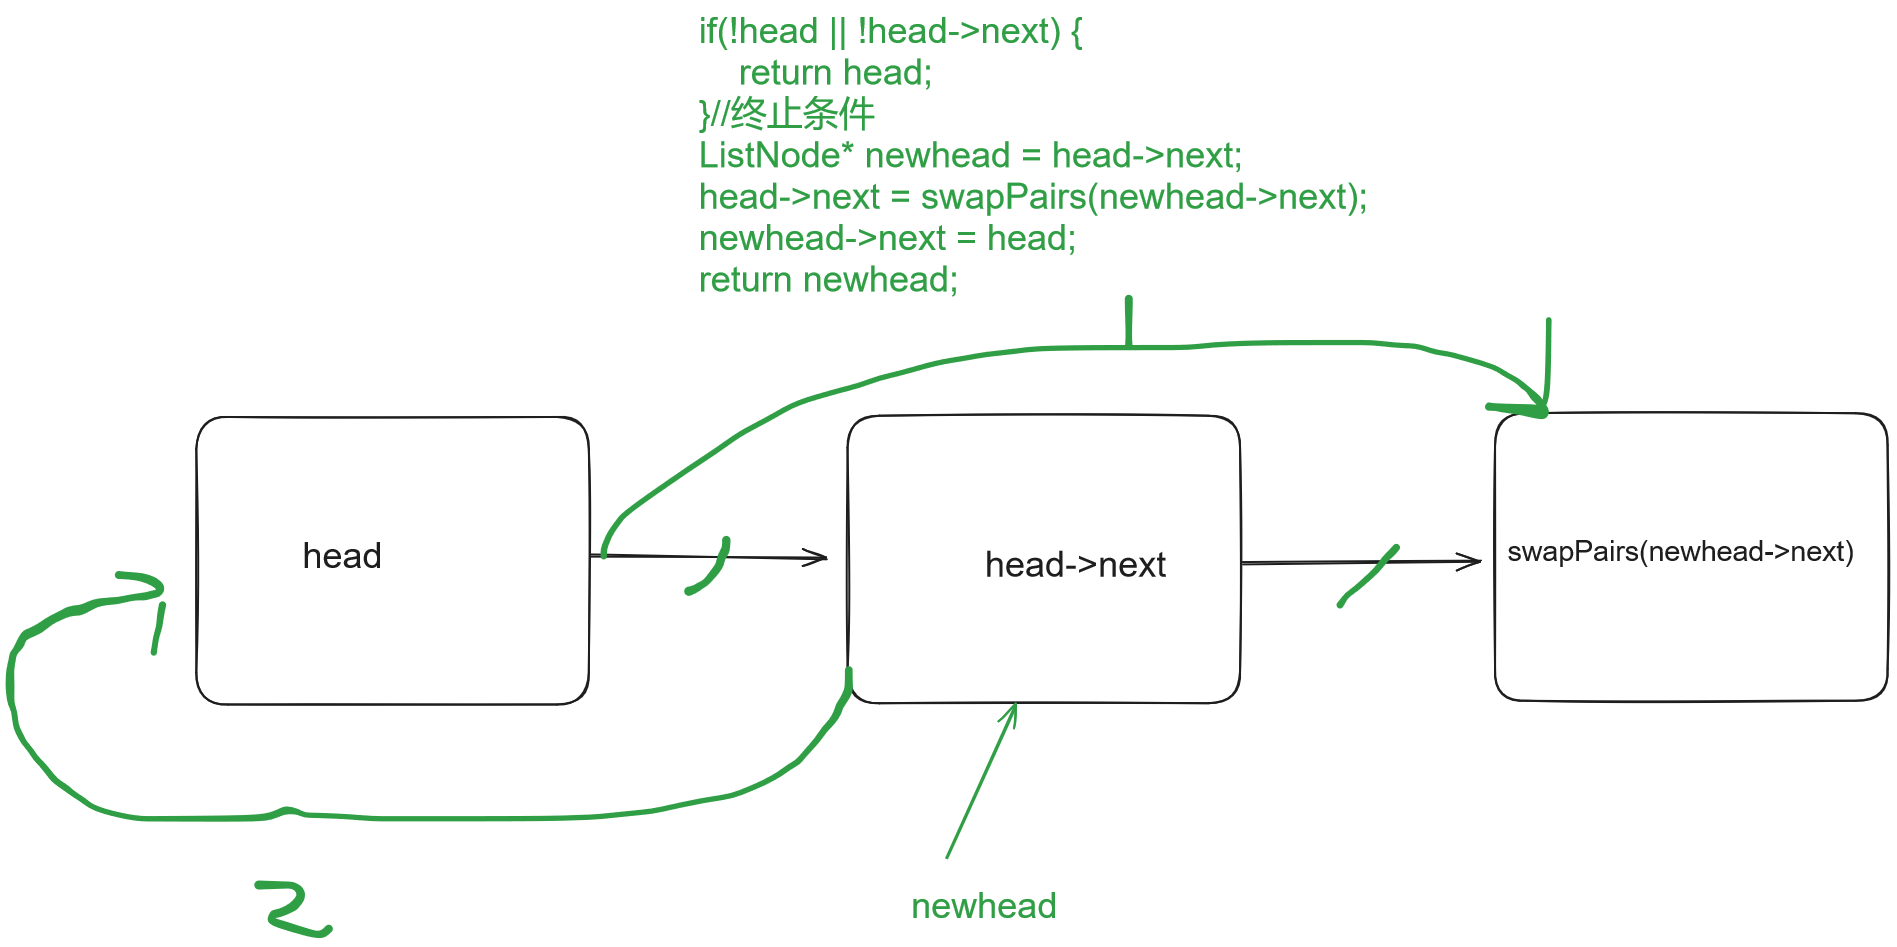 if(!head || !head->next) {
    return head;
}//终止条件
ListNode* newhead = head->next;
head->next = swapPairs(newhead->next);
newhead->next = head;
return newhead;
1
head
head->next
swapPairs(newhead->next)
2
newhead